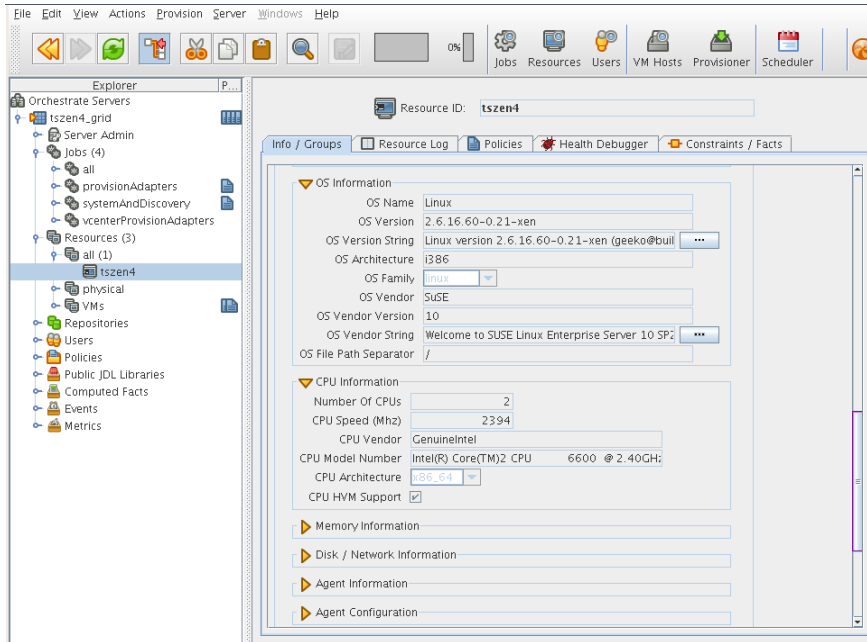 File Edit View Actions Provision Server Windows Help
0%
Jobs Resources Users VM Hosts Provisioner Scheduler
Explorer P...
Orchestrate Servers
tszen4_grid
Server Admin
Jobs (4)
all
provisionAdapters
systemAndDiscovery
vcenterProvisionAdapters
Resources (3)
all (1)
tszen4
physical
VMs
Repositories
Users
Policies
Public JDL Libraries
Computed Facts
Events
Metrics
Resource ID: tszen4
Info / Groups Resource Log Policies Health Debugger Constraints / Facts
OS Information
OS Name Linux
OS Version 2.6.16.60-0.21-xen
OS Version String Linux version 2.6.16.60-0.21-xen (geeko@buil ...
OS Architecture i386
OS Family linux
OS Vendor SuSE
OS Vendor Version 10
OS Vendor String Welcome to SUSE Linux Enterprise Server 10 SP2 ...
OS File Path Separator /
CPU Information
Number Of CPUs 2
CPU Speed (Mhz) 2394
CPU Vendor GenuineIntel
CPU Model Number Intel(R) Core(TM)2 CPU 6600 @ 2.40GHz
CPU Architecture x86_64
CPU HVM Support
Memory Information
Disk / Network Information
Agent Information
Agent Configuration